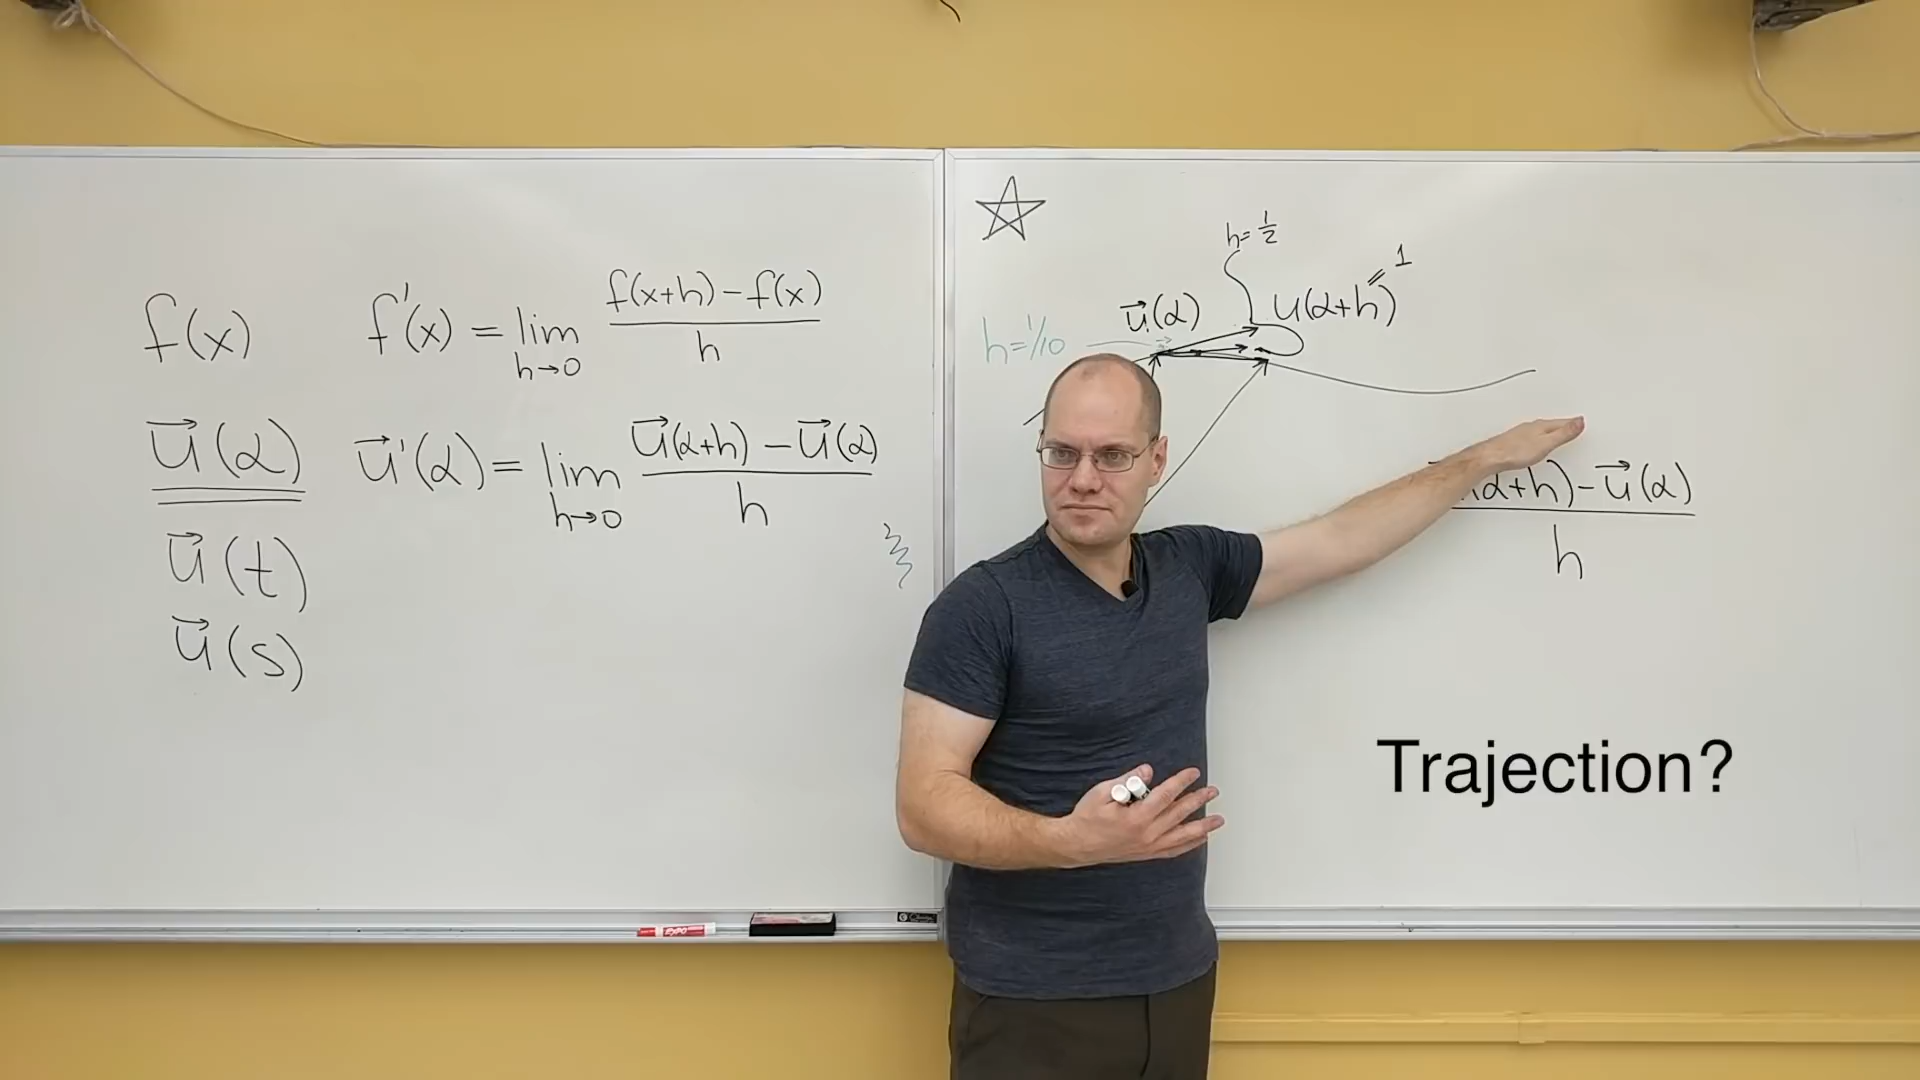 f(x) f'(x) = lim h→0 f(x+h) − f(x) / h
u⃗(α) u⃗'(α) = lim h→0 u⃗(α+h) − u⃗(α) / h
u⃗(t)
u⃗(s)
h = 1/2
1
u⃗(α) u(α+h)
h = 1/10
(α+h) − u⃗(α) / h
Trajection?
EXPO